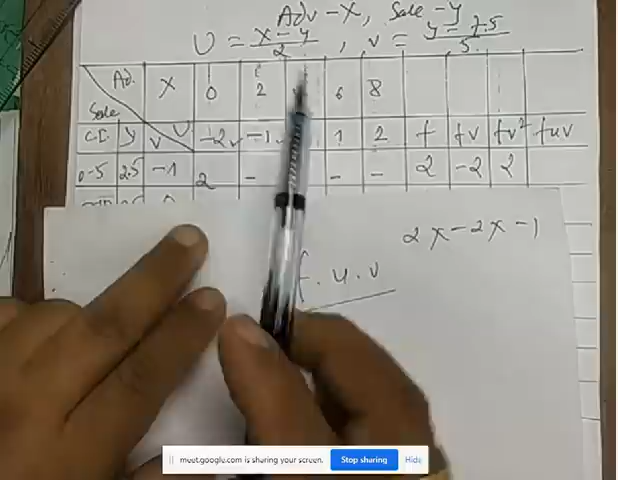 Adv - X, Sale - y
U = x - 4 / 2, v = y - 7.5 / 5
Ad. X 0 2 6 8
Sale
C.I. y v U -2 -1 1 2 f fv fv² fuv
0-5 2.5 -1 2 - - - 2 -2 2
2 x -2 x -1
f. u. v
meet.google.com is sharing your screen. Stop sharing Hide